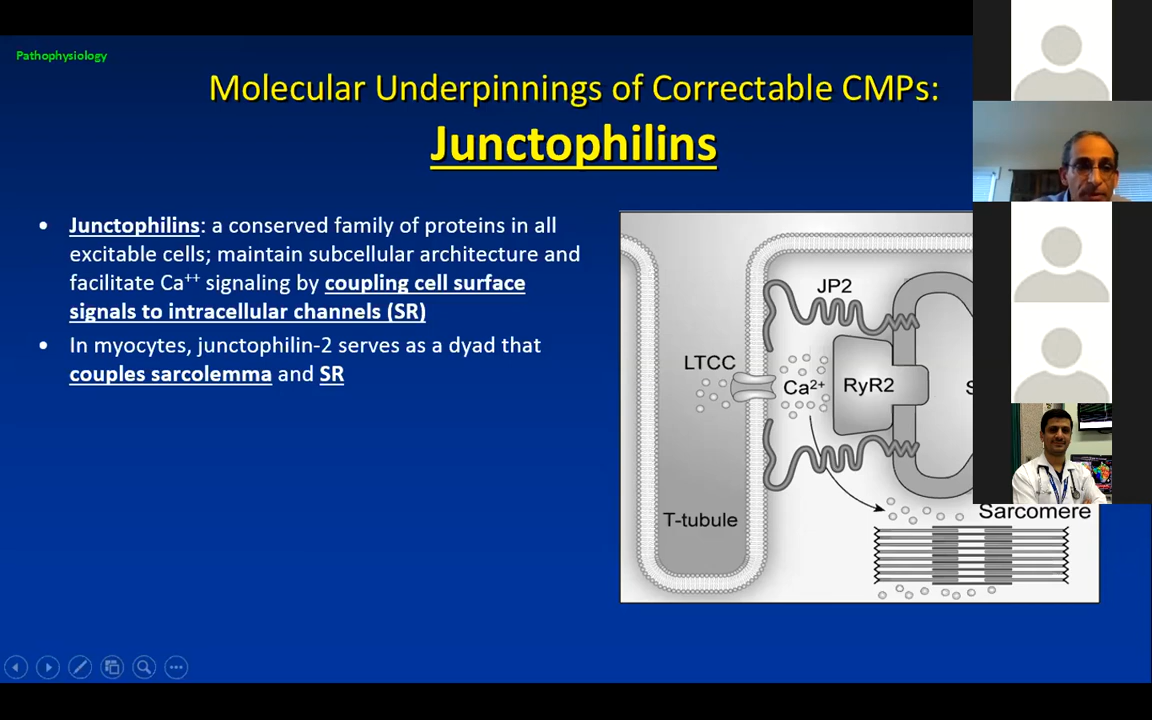 Pathophysiology
Molecular Underpinnings of Correctable CMPs:
Junctophilins
• Junctophilins: a conserved family of proteins in all
excitable cells; maintain subcellular architecture and
facilitate Ca⁺⁺ signaling by coupling cell surface
signals to intracellular channels (SR)
• In myocytes, junctophilin-2 serves as a dyad that
couples sarcolemma and SR
JP2
LTCC
Ca²⁺
RyR2
S
T-tubule
Sarcomere